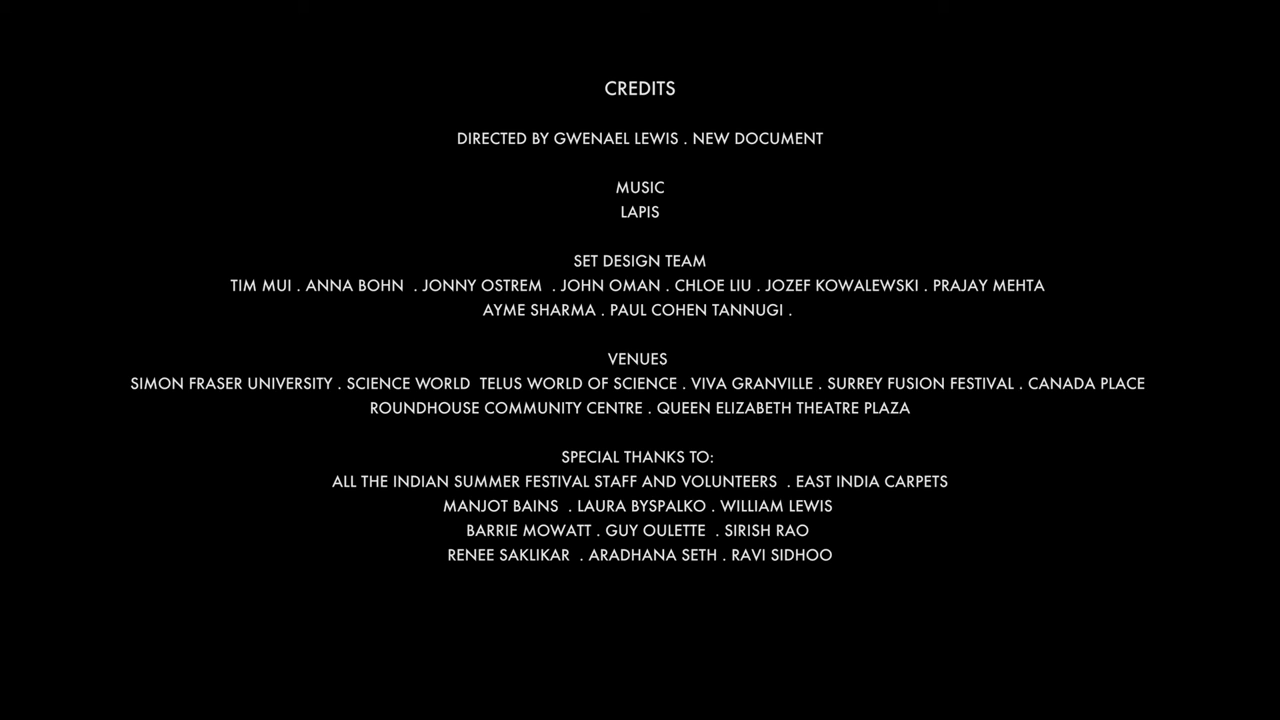 CREDITS
DIRECTED BY GWENAEL LEWIS . NEW DOCUMENT
MUSIC
LAPIS
SET DESIGN TEAM
TIM MUI . ANNA BOHN . JONNY OSTREM . JOHN OMAN . CHLOE LIU . JOZEF KOWALEWSKI . PRAJAY MEHTA
AYME SHARMA . PAUL COHEN TANNUGI .
VENUES
SIMON FRASER UNIVERSITY . SCIENCE WORLD TELUS WORLD OF SCIENCE . VIVA GRANVILLE . SURREY FUSION FESTIVAL . CANADA PLACE
ROUNDHOUSE COMMUNITY CENTRE . QUEEN ELIZABETH THEATRE PLAZA
SPECIAL THANKS TO:
ALL THE INDIAN SUMMER FESTIVAL STAFF AND VOLUNTEERS . EAST INDIA CARPETS
MANJOT BAINS . LAURA BYSPALKO . WILLIAM LEWIS
BARRIE MOWATT . GUY OULETTE . SIRISH RAO
RENEE SAKLIKAR . ARADHANA SETH . RAVI SIDHOO